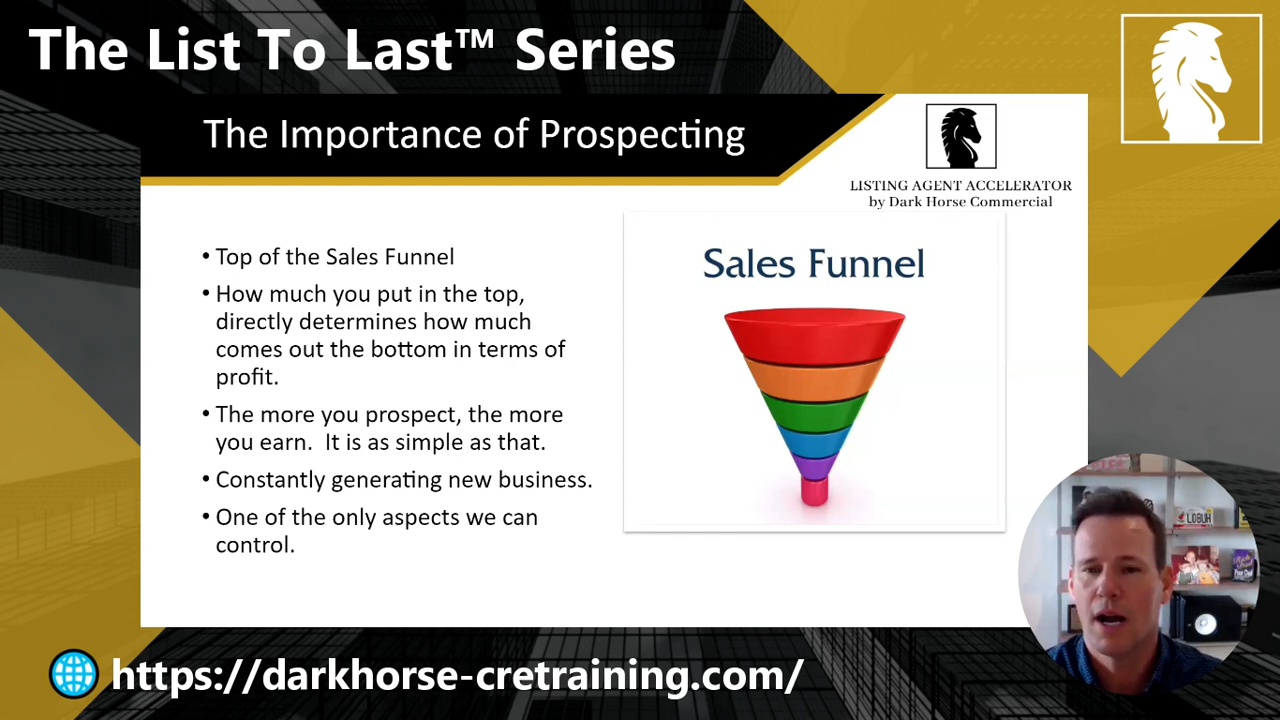 The List To Last™ Series
The Importance of Prospecting
LISTING AGENT ACCELERATOR
by Dark Horse Commercial
• Top of the Sales Funnel
• How much you put in the top,
directly determines how much
comes out the bottom in terms of
profit.
• The more you prospect, the more
you earn.  It is as simple as that.
• Constantly generating new business.
• One of the only aspects we can
control.
Sales Funnel
https://darkhorse-cretraining.com/